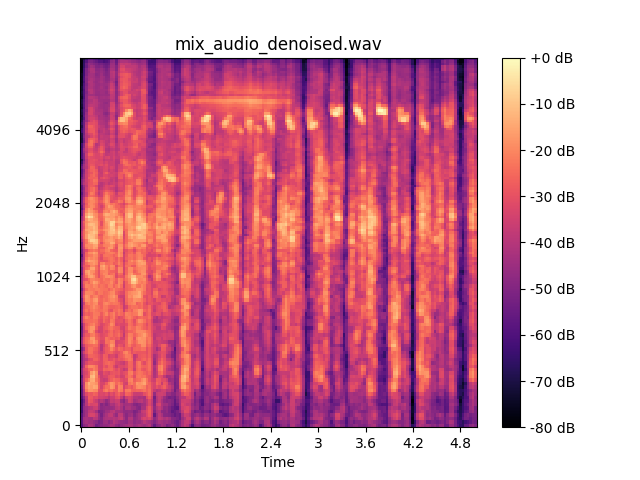 mix_audio_denoised.wav
Hz
4096
2048
1024
512
0
0 0.6 1.2 1.8 2.4 3 3.6 4.2 4.8
Time
+0 dB
-10 dB
-20 dB
-30 dB
-40 dB
-50 dB
-60 dB
-70 dB
-80 dB